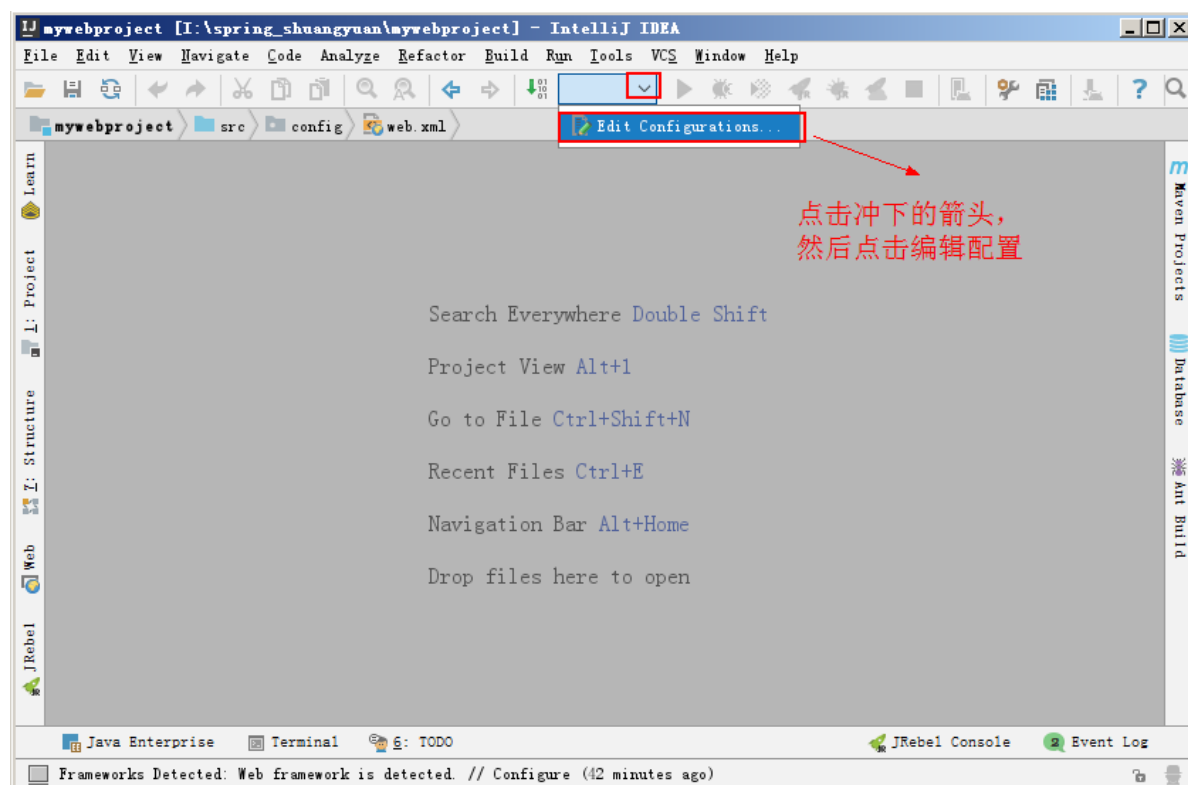 mywebproject [I:\spring_shuangyuan\mywebproject] - IntelliJ IDEA
File Edit View Navigate Code Analyze Refactor Build Run Tools VCS Window Help
mywebproject src config web.xml
Edit Configurations...
点击冲下的箭头，
然后点击编辑配置
Learn
1: Project
7: Structure
Web
JRebel
Search Everywhere Double Shift
Project View Alt+1
Go to File Ctrl+Shift+N
Recent Files Ctrl+E
Navigation Bar Alt+Home
Drop files here to open
Maven Projects
Database
Ant Build
Java Enterprise Terminal 6: TODO JRebel Console 2 Event Log
Frameworks Detected: Web framework is detected. // Configure (42 minutes ago)